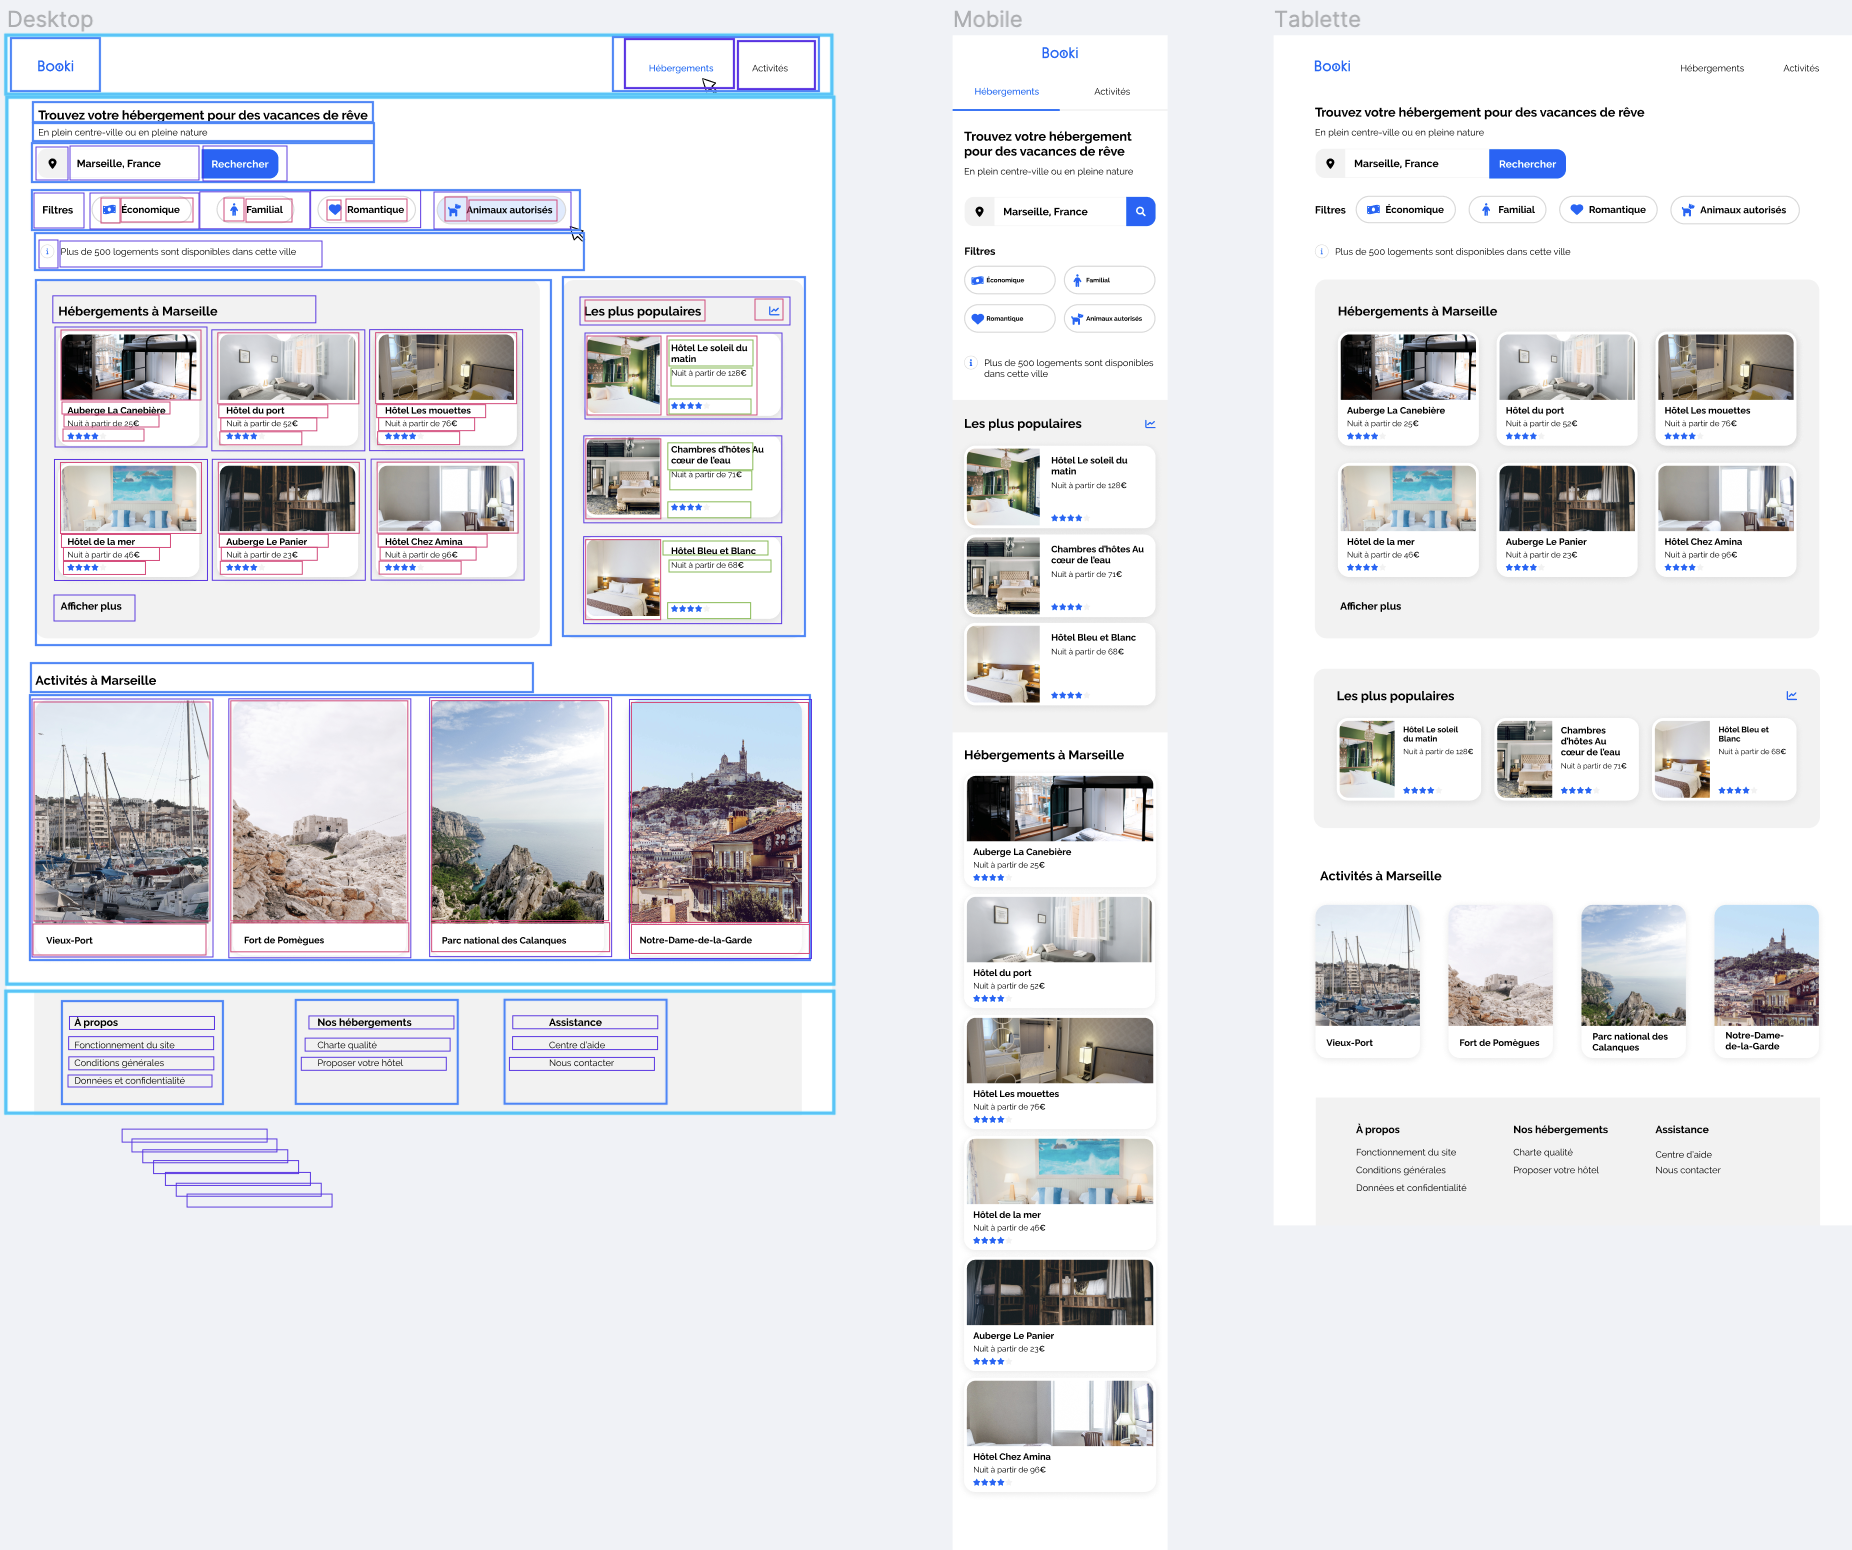 Desktop
Booki
Hébergements
Activités
Trouvez votre hébergement pour des vacances de rêve
En plein centre-ville ou en pleine nature
Marseille, France
Rechercher
Filtres
Économique
Familial
Romantique
Animaux autorisés
Plus de 500 logements sont disponibles dans cette ville
Hébergements à Marseille
Auberge La Canebière
Nuit à partir de 25€
Hôtel du port
Nuit à partir de 52€
Hôtel Les mouettes
Nuit à partir de 76€
Hôtel de la mer
Nuit à partir de 46€
Auberge Le Panier
Nuit à partir de 23€
Hôtel Chez Amina
Nuit à partir de 96€
Afficher plus
Les plus populaires
Hôtel Le soleil du
matin
Nuit à partir de 128€
Chambres d'hôtes Au
cœur de l'eau
Nuit à partir de 71€
Hôtel Bleu et Blanc
Nuit à partir de 68€
Activités à Marseille
Vieux-Port
Fort de Pomègues
Parc national des Calanques
Notre-Dame-de-la-Garde
À propos
Fonctionnement du site
Conditions générales
Données et confidentialité
Nos hébergements
Charte qualité
Proposer votre hôtel
Assistance
Centre d'aide
Nous contacter
Mobile
Booki
Hébergements
Activités
Trouvez votre hébergement
pour des vacances de rêve
En plein centre-ville ou en pleine nature
Marseille, France
Filtres
Économique
Familial
Romantique
Animaux autorisés
Plus de 500 logements sont disponibles
dans cette ville
Les plus populaires
Hôtel Le soleil du
matin
Nuit à partir de 128€
Chambres d'hôtes Au
cœur de l'eau
Nuit à partir de 71€
Hôtel Bleu et Blanc
Nuit à partir de 68€
Hébergements à Marseille
Auberge La Canebière
Nuit à partir de 25€
Hôtel du port
Nuit à partir de 52€
Hôtel Les mouettes
Nuit à partir de 76€
Hôtel de la mer
Nuit à partir de 46€
Auberge Le Panier
Nuit à partir de 23€
Hôtel Chez Amina
Nuit à partir de 96€
Tablette
Booki
Hébergements
Activités
Trouvez votre hébergement pour des vacances de rêve
En plein centre-ville ou en pleine nature
Marseille, France
Rechercher
Filtres
Économique
Familial
Romantique
Animaux autorisés
Plus de 500 logements sont disponibles dans cette ville
Hébergements à Marseille
Auberge La Canebière
Nuit à partir de 25€
Hôtel du port
Nuit à partir de 52€
Hôtel Les mouettes
Nuit à partir de 76€
Hôtel de la mer
Nuit à partir de 46€
Auberge Le Panier
Nuit à partir de 23€
Hôtel Chez Amina
Nuit à partir de 96€
Afficher plus
Les plus populaires
Hôtel Le soleil
du matin
Nuit à partir de 128€
Chambres
d'hôtes Au
cœur de l'eau
Nuit à partir de 71€
Hôtel Bleu et
Blanc
Nuit à partir de 68€
Activités à Marseille
Vieux-Port
Fort de Pomègues
Parc national des
Calanques
Notre-Dame-
de-la-Garde
À propos
Fonctionnement du site
Conditions générales
Données et confidentialité
Nos hébergements
Charte qualité
Proposer votre hôtel
Assistance
Centre d'aide
Nous contacter